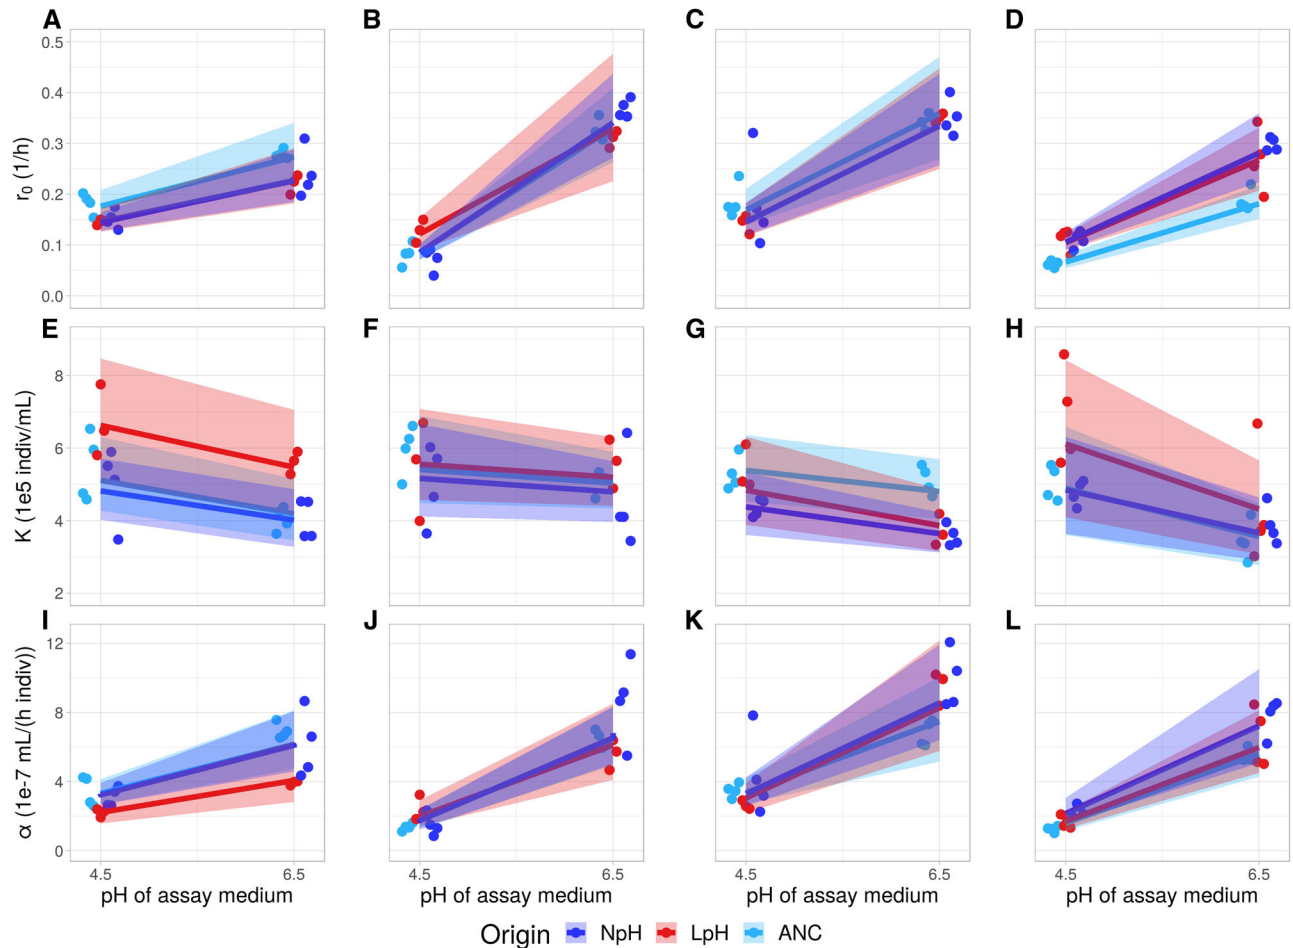 A B C D
r0 (1/h)
0.5
0.4
0.3
0.2
0.1
0.0
E F G H
K (1e5 indiv/mL)
8
6
4
2
I J K L
α (1e-7 mL/(h indiv))
12
8
4
0
4.5 6.5 4.5 6.5 4.5 6.5 4.5 6.5
pH of assay medium pH of assay medium pH of assay medium pH of assay medium
Origin NpH LpH ANC